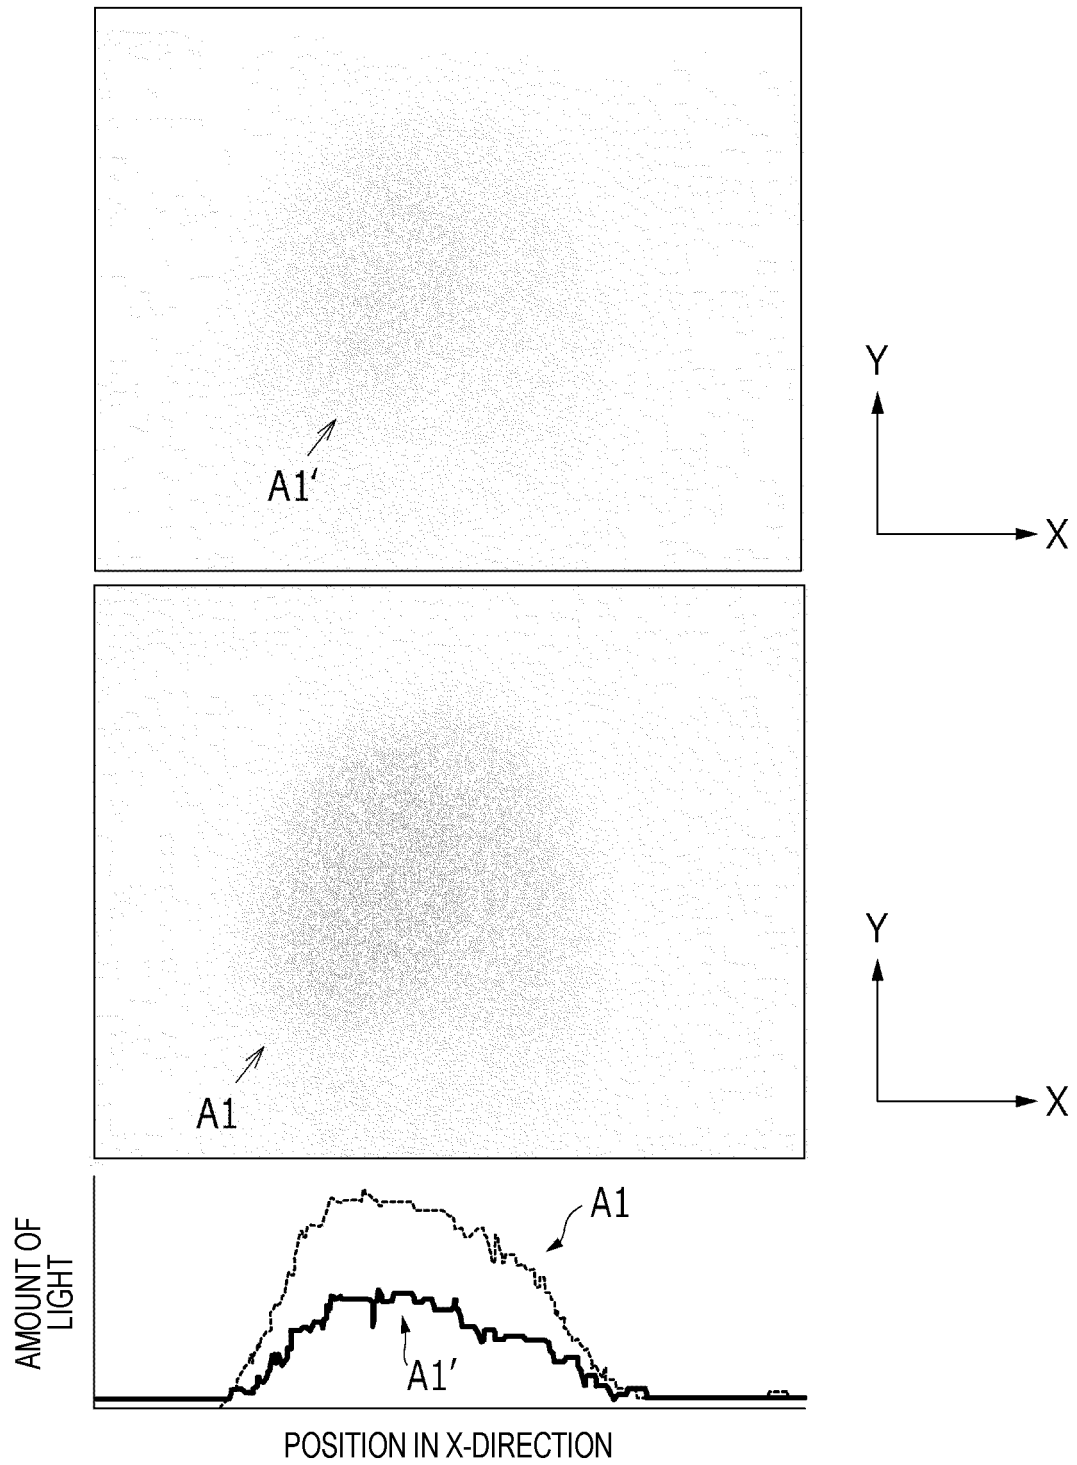 A1‘
Y
X
A1
Y
X
AMOUNT OF
LIGHT
A1
A1′
POSITION IN X-DIRECTION